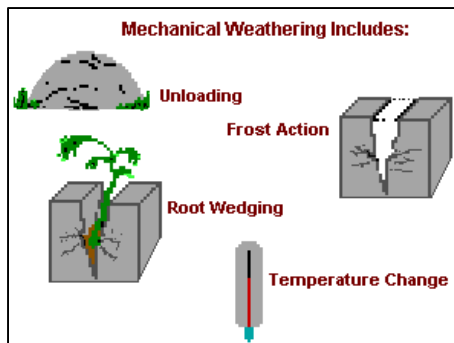 Mechanical Weathering Includes:
Unloading
Frost Action
Root Wedging
Temperature Change